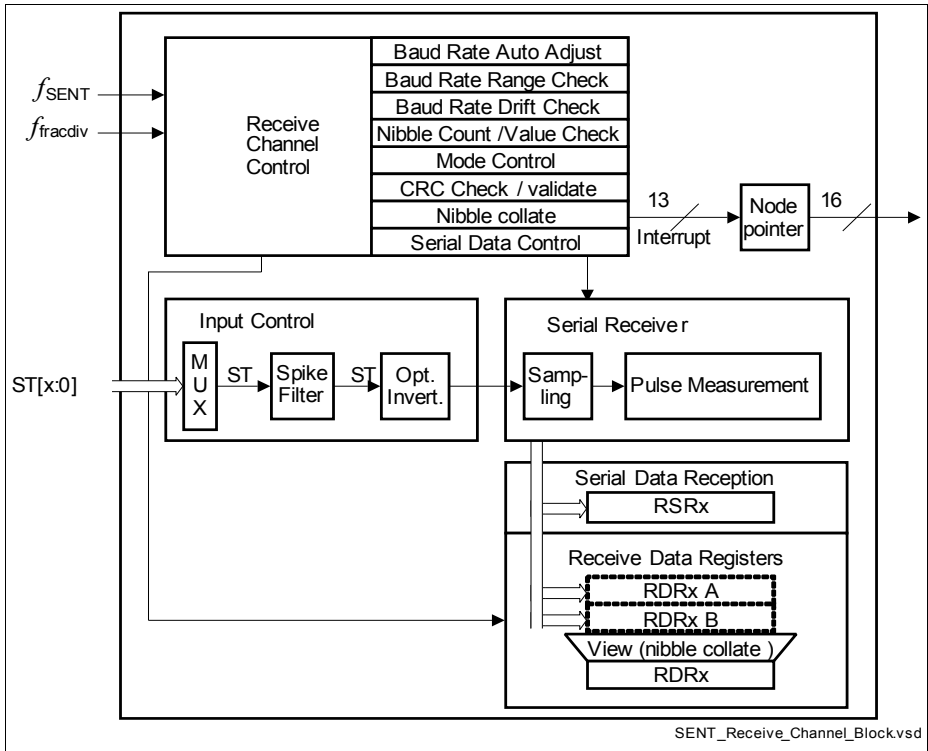 Baud Rate Auto Adjust
Baud Rate Range Check
Baud Rate Drift Check
Nibble Count /Value Check
Mode Control
CRC Check / validate
Nibble collate
Serial Data Control
Receive
Channel
Control
fSENT
ffracdiv
13
Interrupt
Node
pointer
16
Input Control
M
U
X
ST
Spike
Filter
ST
Opt.
Invert.
ST[x:0]
Serial Receiver
Samp-
ling
Pulse Measurement
Serial Data Reception
RSRx
Receive Data Registers
RDRx A
RDRx B
View (nibble collate )
RDRx
SENT_Receive_Channel_Block.vsd